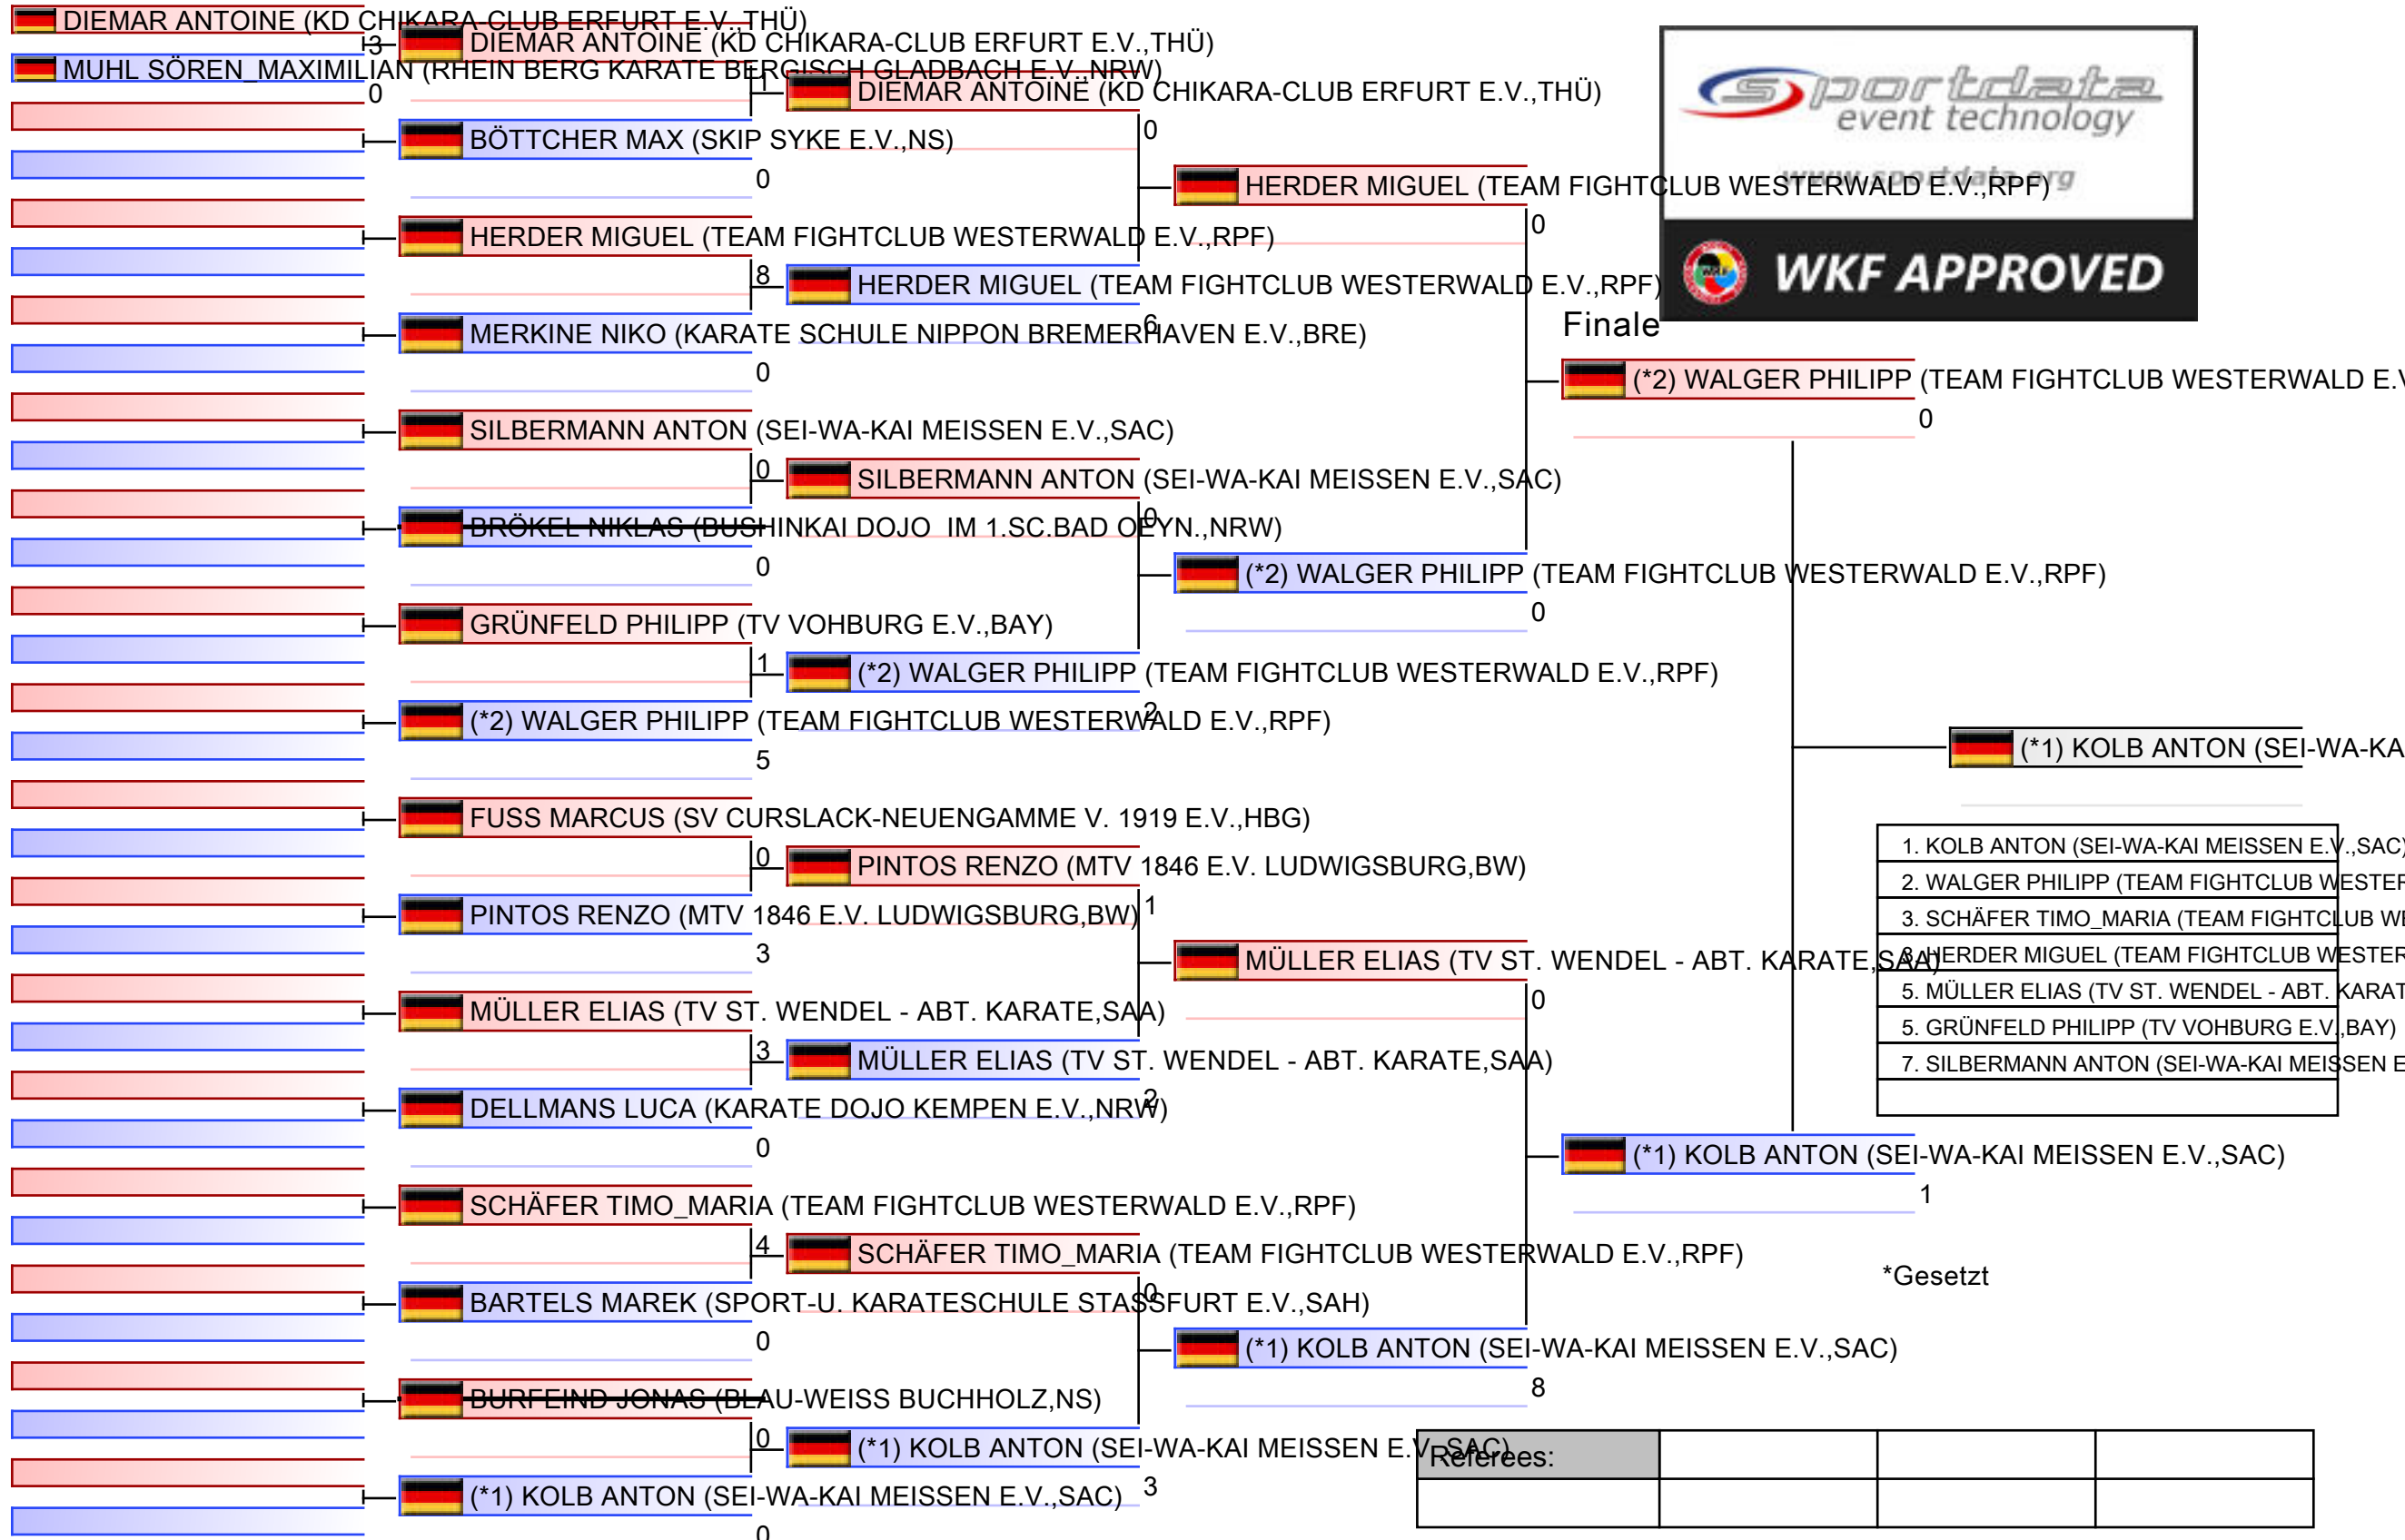 DIEMAR ANTOINE (KD CHIKARA-CLUB ERFURT E.V.,THÜ)
3
MUHL SÖREN_MAXIMILIAN (RHEIN BERG KARATE BERGISCH GLADBACH E.V.,NRW)
0
DIEMAR ANTOINE (KD CHIKARA-CLUB ERFURT E.V.,THÜ)
1
BÖTTCHER MAX (SKIP SYKE E.V.,NS)
0
HERDER MIGUEL (TEAM FIGHTCLUB WESTERWALD E.V.,RPF)
8
MERKINE NIKO (KARATE SCHULE NIPPON BREMERHAVEN E.V.,BRE)
0
SILBERMANN ANTON (SEI-WA-KAI MEISSEN E.V.,SAC)
0
BRÖKEL NIKLAS (BUSHINKAI DOJO IM 1.SC.BAD OEYN.,NRW)
0
GRÜNFELD PHILIPP (TV VOHBURG E.V.,BAY)
1
(*2) WALGER PHILIPP (TEAM FIGHTCLUB WESTERWALD E.V.,RPF)
5
FUSS MARCUS (SV CURSLACK-NEUENGAMME V. 1919 E.V.,HBG)
0
PINTOS RENZO (MTV 1846 E.V. LUDWIGSBURG,BW)
3
MÜLLER ELIAS (TV ST. WENDEL - ABT. KARATE,SAA)
3
DELLMANS LUCA (KARATE DOJO KEMPEN E.V.,NRW)
0
SCHÄFER TIMO_MARIA (TEAM FIGHTCLUB WESTERWALD E.V.,RPF)
4
BARTELS MAREK (SPORT-U. KARATESCHULE STASSFURT E.V.,SAH)
0
BURFEIND JONAS (BLAU-WEISS BUCHHOLZ,NS)
0
(*1) KOLB ANTON (SEI-WA-KAI MEISSEN E.V.,SAC)
0
DIEMAR ANTOINE (KD CHIKARA-CLUB ERFURT E.V.,THÜ)
0
HERDER MIGUEL (TEAM FIGHTCLUB WESTERWALD E.V.,RPF)
6
SILBERMANN ANTON (SEI-WA-KAI MEISSEN E.V.,SAC)
0
(*2) WALGER PHILIPP (TEAM FIGHTCLUB WESTERWALD E.V.,RPF)
2
PINTOS RENZO (MTV 1846 E.V. LUDWIGSBURG,BW)
1
MÜLLER ELIAS (TV ST. WENDEL - ABT. KARATE,SAA)
2
SCHÄFER TIMO_MARIA (TEAM FIGHTCLUB WESTERWALD E.V.,RPF)
0
(*1) KOLB ANTON (SEI-WA-KAI MEISSEN E.V.,SAC)
3
HERDER MIGUEL (TEAM FIGHTCLUB WESTERWALD E.V.,RPF)
0
(*2) WALGER PHILIPP (TEAM FIGHTCLUB WESTERWALD E.V.,RPF)
0
MÜLLER ELIAS (TV ST. WENDEL - ABT. KARATE,SAA)
0
(*1) KOLB ANTON (SEI-WA-KAI MEISSEN E.V.,SAC)
8
sportdata
event technology
www.sportdata.org
WKF APPROVED
Finale
(*2) WALGER PHILIPP (TEAM FIGHTCLUB WESTERWALD E.V
0
(*1) KOLB ANTON (SEI-WA-KAI MEISSEN E.V.,SAC)
1
(*1) KOLB ANTON (SEI-WA-KA
1. KOLB ANTON (SEI-WA-KAI MEISSEN E.V.,SAC)
2. WALGER PHILIPP (TEAM FIGHTCLUB WESTER
3. SCHÄFER TIMO_MARIA (TEAM FIGHTCLUB WE
3. HERDER MIGUEL (TEAM FIGHTCLUB WESTER
5. MÜLLER ELIAS (TV ST. WENDEL - ABT. KARAT
5. GRÜNFELD PHILIPP (TV VOHBURG E.V.,BAY)
7. SILBERMANN ANTON (SEI-WA-KAI MEISSEN E
*Gesetzt
Referees: